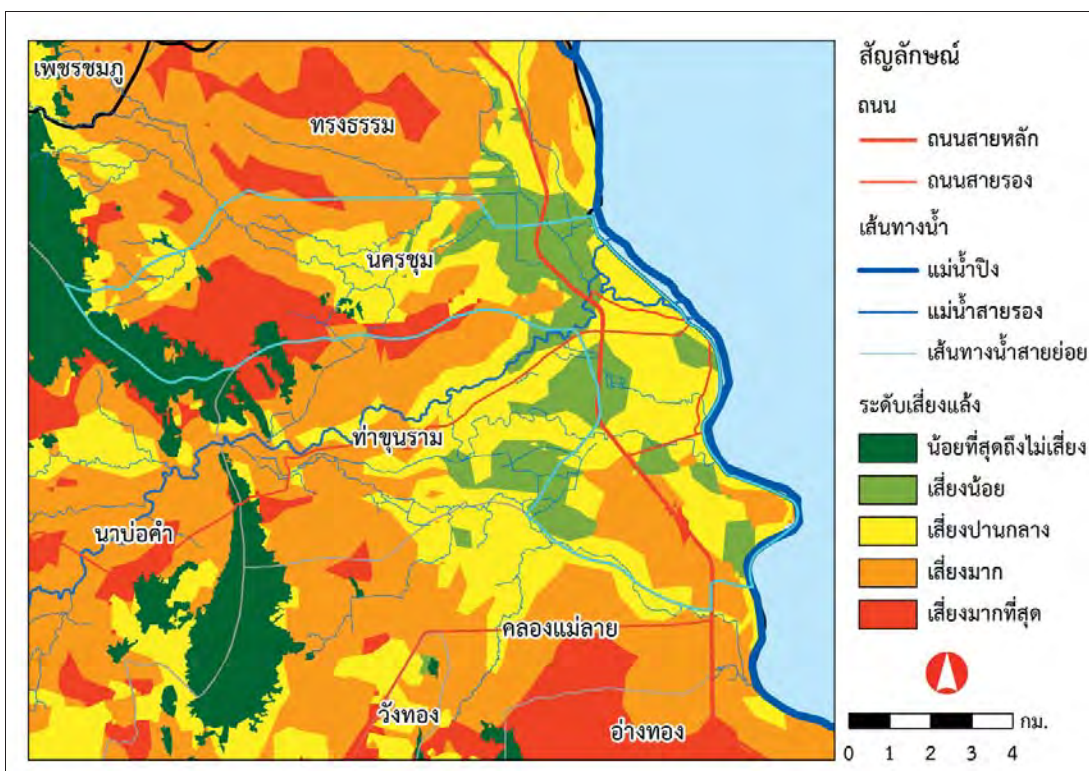 เพชรชมภู
ทรงธรรม
นครชุม
ท่าขุนราม
นาบ่อคำ
คลองแม่ลาย
วังทอง
อ่างทอง
สัญลักษณ์
ถนน
ถนนสายหลัก
ถนนสายรอง
เส้นทางน้ำ
แม่น้ำปิง
แม่น้ำสายรอง
เส้นทางน้ำสายย่อย
ระดับเสี่ยงแล้ง
น้อยที่สุดถึงไม่เสี่ยง
เสี่ยงน้อย
เสี่ยงปานกลาง
เสี่ยงมาก
เสี่ยงมากที่สุด
กม.
0 1 2 3 4